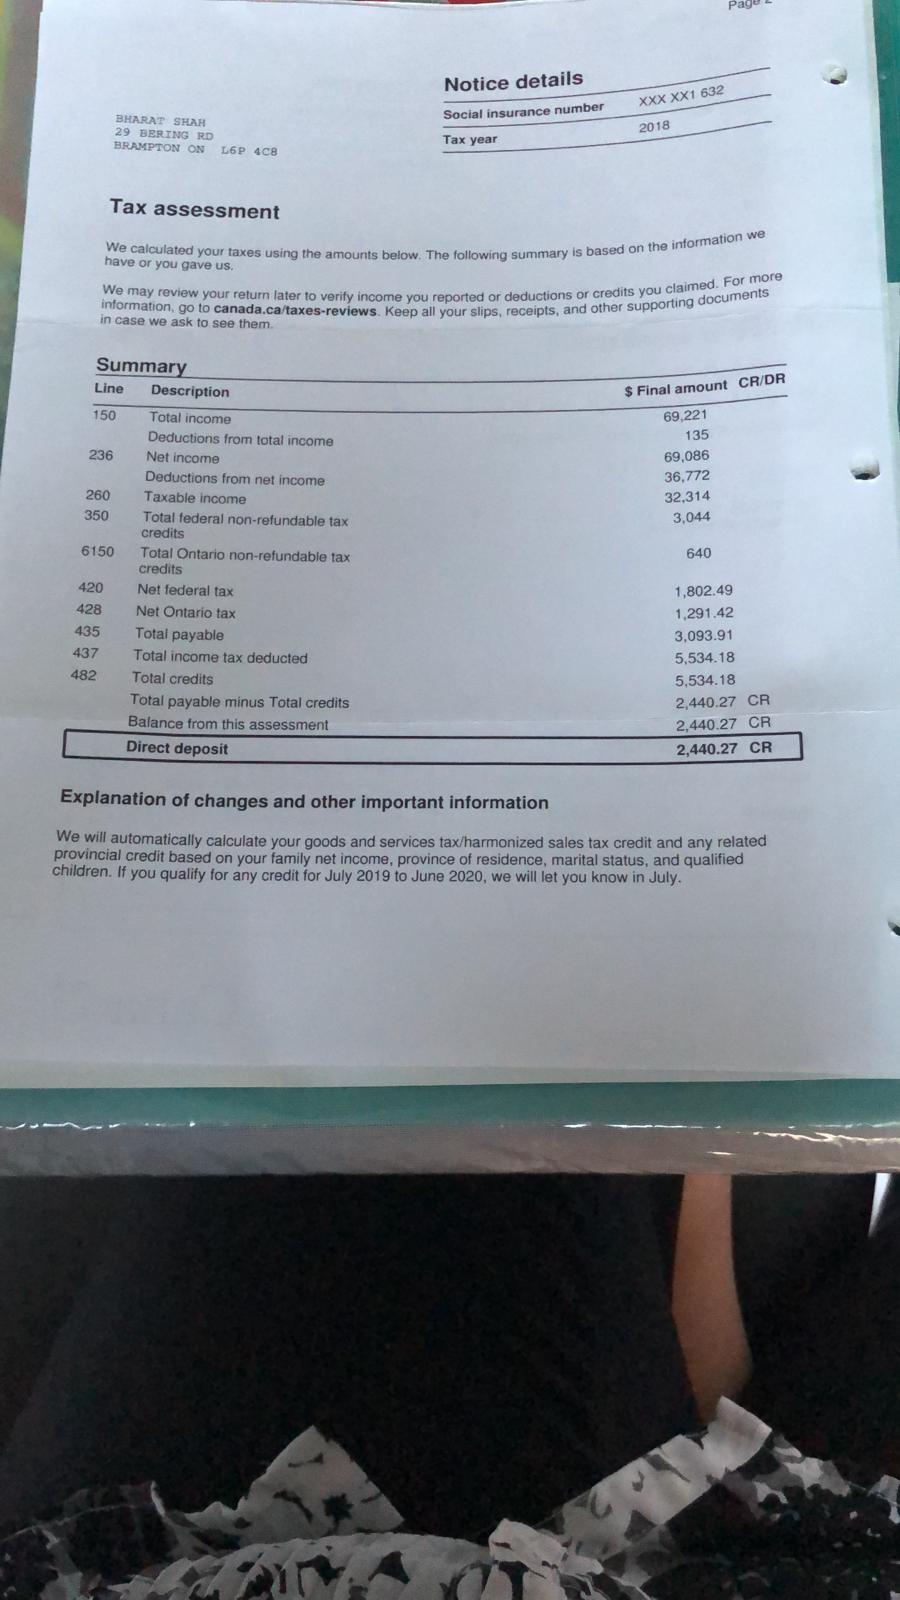 Page 2
Notice details
Social insurance number XXX XX1 632
Tax year 2018
BHARAT SHAH
29 BERING RD
BRAMPTON ON L6P 4C8
Tax assessment
We calculated your taxes using the amounts below. The following summary is based on the information we
have or you gave us.
We may review your return later to verify income you reported or deductions or credits you claimed. For more
information, go to canada.ca/taxes-reviews. Keep all your slips, receipts, and other supporting documents
in case we ask to see them.
Summary
Line Description $ Final amount CR/DR
150 Total income 69,221
Deductions from total income 135
236 Net income 69,086
Deductions from net income 36,772
260 Taxable income 32,314
350 Total federal non-refundable tax 3,044
credits
6150 Total Ontario non-refundable tax 640
credits
420 Net federal tax 1,802.49
428 Net Ontario tax 1,291.42
435 Total payable 3,093.91
437 Total income tax deducted 5,534.18
482 Total credits 5,534.18
Total payable minus Total credits 2,440.27 CR
Balance from this assessment 2,440.27 CR
Direct deposit 2,440.27 CR
Explanation of changes and other important information
We will automatically calculate your goods and services tax/harmonized sales tax credit and any related
provincial credit based on your family net income, province of residence, marital status, and qualified
children. If you qualify for any credit for July 2019 to June 2020, we will let you know in July.